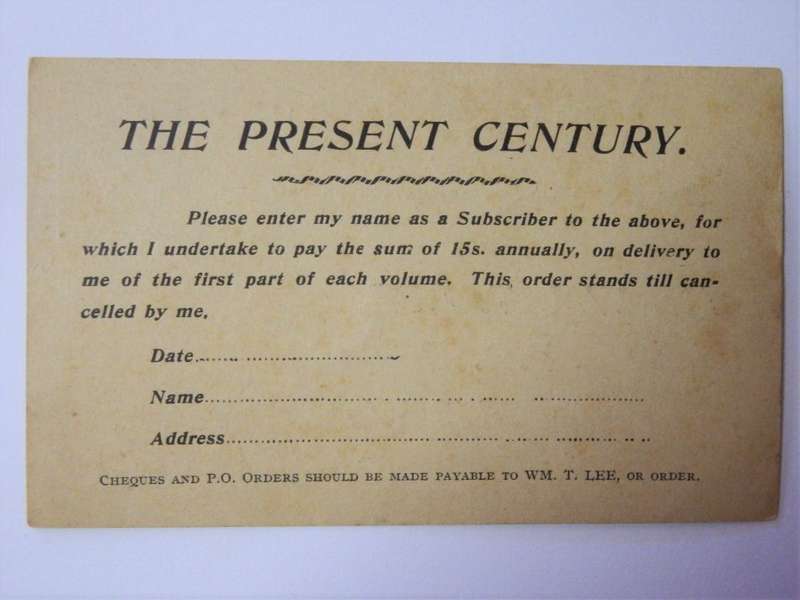 THE PRESENT CENTURY.
Please enter my name as a Subscriber to the above, for
which I undertake to pay the sum of 15s. annually, on delivery to
me of the first part of each volume. This order stands till can-
celled by me.
Date....................................
Name....................................
Address....................................
CHEQUES AND P.O. ORDERS SHOULD BE MADE PAYABLE TO WM. T. LEE, OR ORDER.